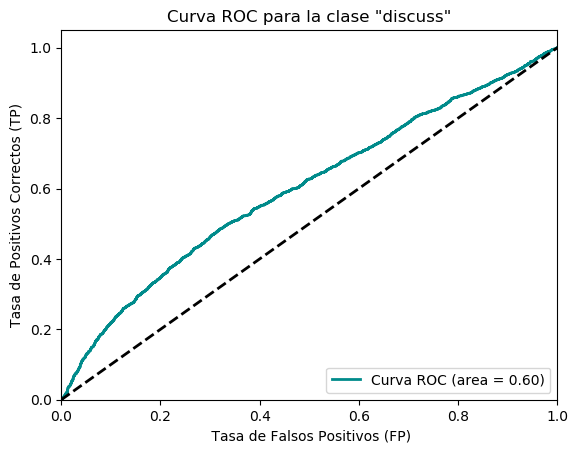 Curva ROC para la clase "discuss"
Tasa de Positivos Correctos (TP)
1.0
0.8
0.6
0.4
0.2
0.0
0.0 0.2 0.4 0.6 0.8 1.0
Curva ROC (area = 0.60)
Tasa de Falsos Positivos (FP)